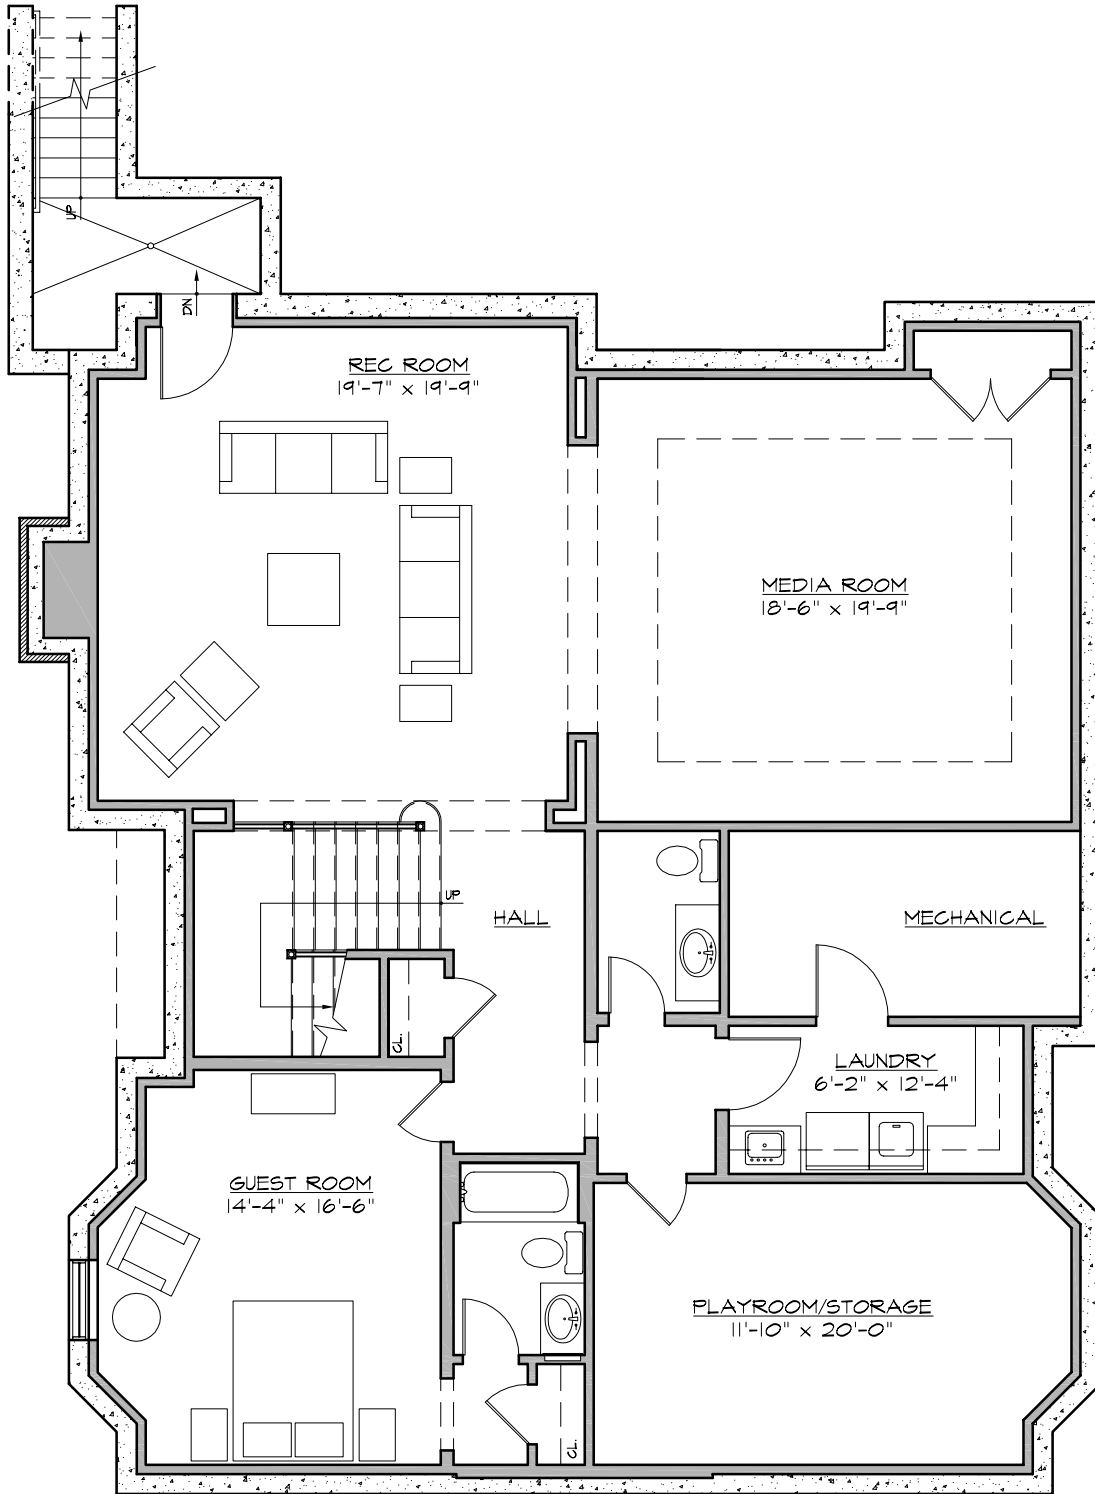 UP
DN
REC ROOM
19'-7" x 19'-9"
MEDIA ROOM
18'-6" x 19'-9"
UP
HALL
MECHANICAL
CL.
LAUNDRY
6'-2" x 12'-4"
GUEST ROOM
14'-4" x 16'-6"
PLAYROOM/STORAGE
11'-10" x 20'-0"
CL.